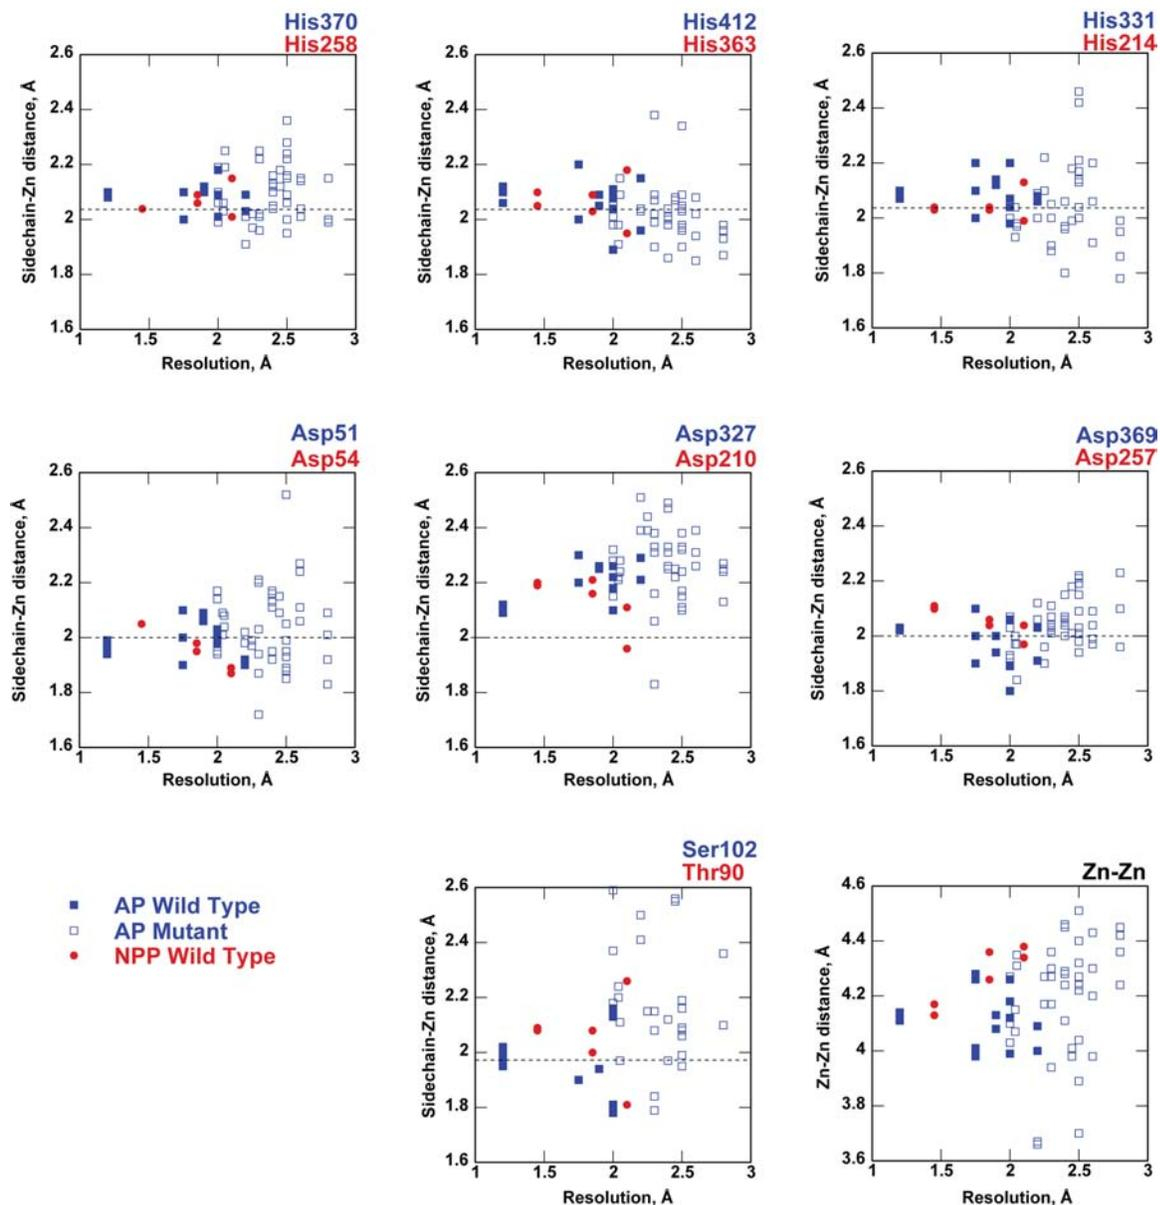 His370
His258
2.6
2.4
2.2
2
1.8
1.6
1
1.5
2
2.5
3
Sidechain-Zn distance, Å
Resolution, Å
His412
His363
2.6
2.4
2.2
2
1.8
1.6
1
1.5
2
2.5
3
Sidechain-Zn distance, Å
Resolution, Å
His331
His214
2.6
2.4
2.2
2
1.8
1.6
1
1.5
2
2.5
3
Sidechain-Zn distance, Å
Resolution, Å
Asp51
Asp54
2.6
2.4
2.2
2
1.8
1.6
1
1.5
2
2.5
3
Sidechain-Zn distance, Å
Resolution, Å
Asp327
Asp210
2.6
2.4
2.2
2
1.8
1.6
1
1.5
2
2.5
3
Sidechain-Zn distance, Å
Resolution, Å
Asp369
Asp257
2.6
2.4
2.2
2
1.8
1.6
1
1.5
2
2.5
3
Sidechain-Zn distance, Å
Resolution, Å
AP Wild Type
AP Mutant
NPP Wild Type
Ser102
Thr90
2.6
2.4
2.2
2
1.8
1.6
1
1.5
2
2.5
3
Sidechain-Zn distance, Å
Resolution, Å
Zn-Zn
4.6
4.4
4.2
4
3.8
3.6
1
1.5
2
2.5
3
Zn-Zn distance, Å
Resolution, Å